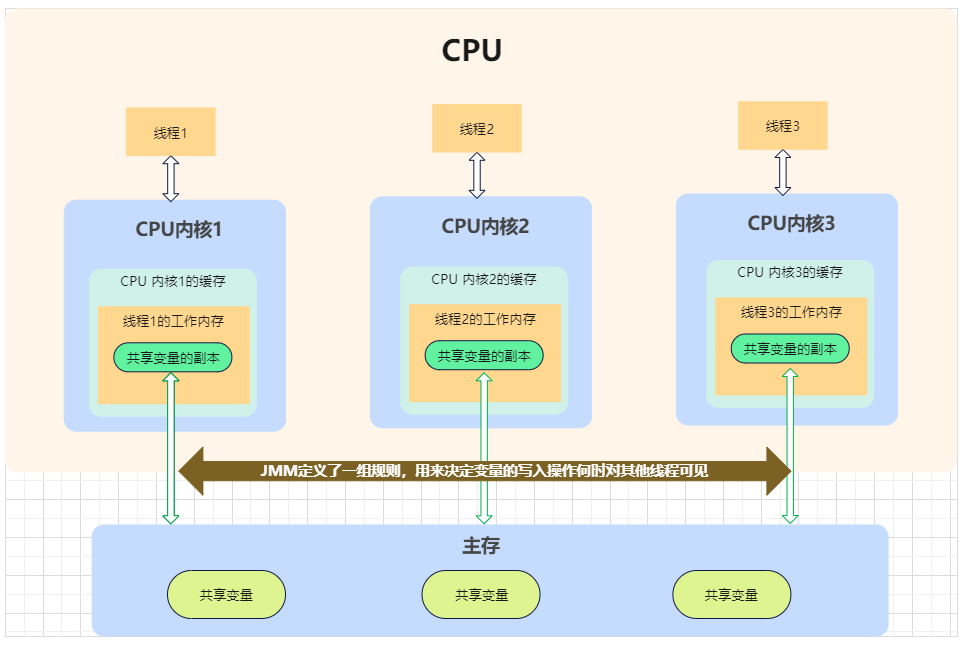 CPU
线程1
线程2
线程3
CPU内核1
CPU内核2
CPU内核3
CPU 内核1的缓存
CPU 内核2的缓存
CPU 内核3的缓存
线程1的工作内存
线程2的工作内存
线程3的工作内存
共享变量的副本
共享变量的副本
共享变量的副本
JMM定义了一组规则，用来决定变量的写入操作何时对其他线程可见
主存
共享变量
共享变量
共享变量